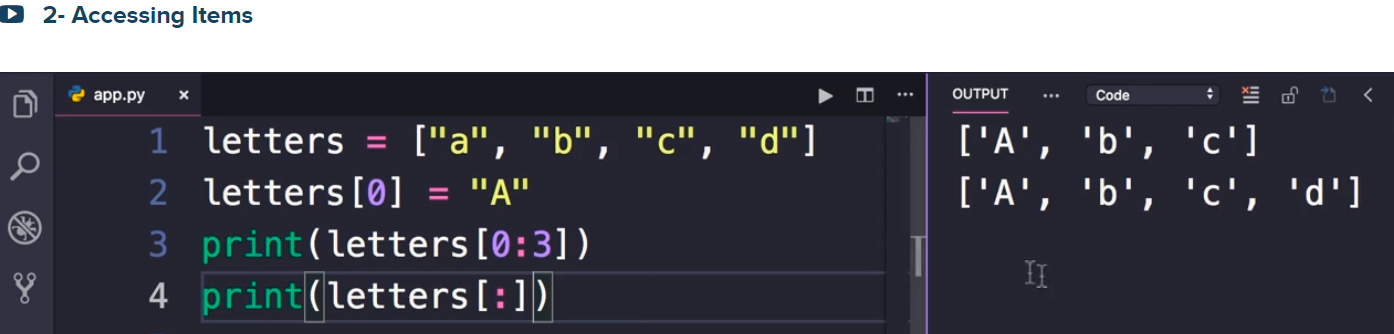 2- Accessing Items
app.py ×
OUTPUT ··· Code
1 letters = ["a", "b", "c", "d"]
2 letters[0] = "A"
3 print(letters[0:3])
4 print(letters[:])
['A', 'b', 'c']
['A', 'b', 'c', 'd']